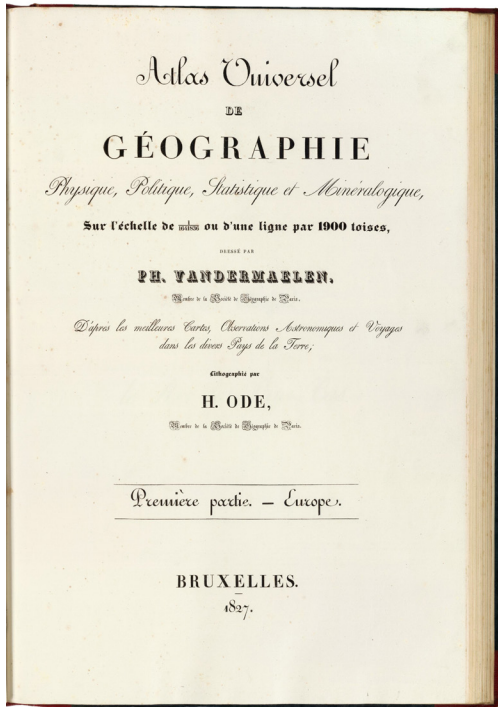 Atlas Universel
DE
GÉOGRAPHIE
Physique, Politique, Statistique et Minéralogique,
Sur l'échelle de ou d'une ligne par 1900 toises,
DRESSÉ PAR
PH. VANDERMAELEN.
Membre de la Société de Géographie de Paris.
D'après les meilleures Cartes, Observations Astronomiques et Voyages
dans les divers Pays de la Terre;
Lithographié par
H. ODE,
Membre de la Société de Géographie de Paris.
Première partie. — Europe.
BRUXELLES.
1827.